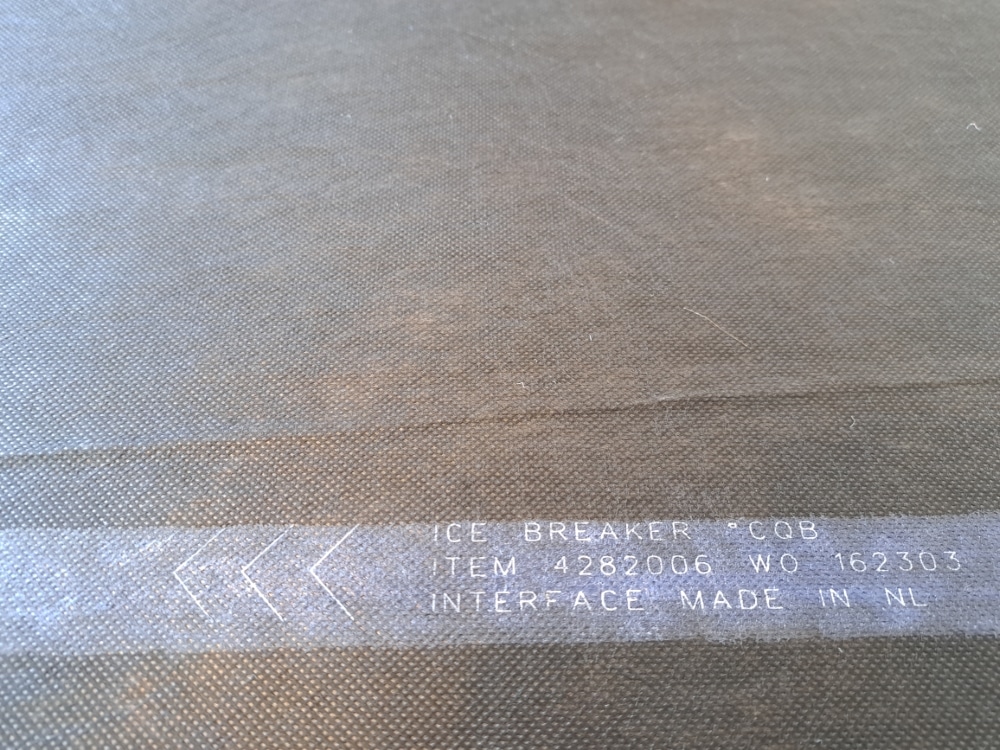 ICE BREAKER °CQB
ITEM 4282006 WO 162303
INTERFACE MADE IN NL